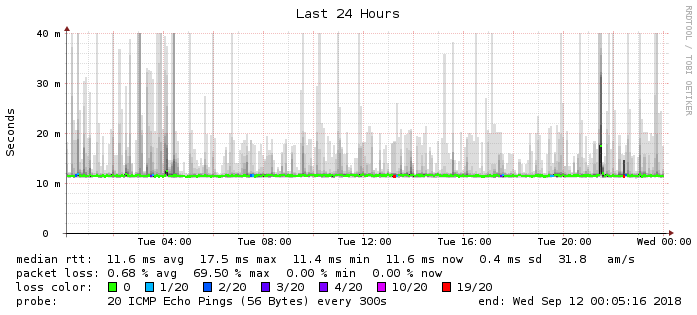 Last 24 Hours
RRDTOOL / TOBI OETIKER
Seconds
40 m
30 m
20 m
10 m
0
Tue 04:00 Tue 08:00 Tue 12:00 Tue 16:00 Tue 20:00 Wed 00:00
median rtt: 11.6 ms avg 17.5 ms max 11.4 ms min 11.6 ms now 0.4 ms sd 31.8 am/s
packet loss: 0.68 % avg 69.50 % max 0.00 % min 0.00 % now
loss color: 0 1/20 2/20 3/20 4/20 10/20 19/20
probe: 20 ICMP Echo Pings (56 Bytes) every 300s end: Wed Sep 12 00:05:16 2018